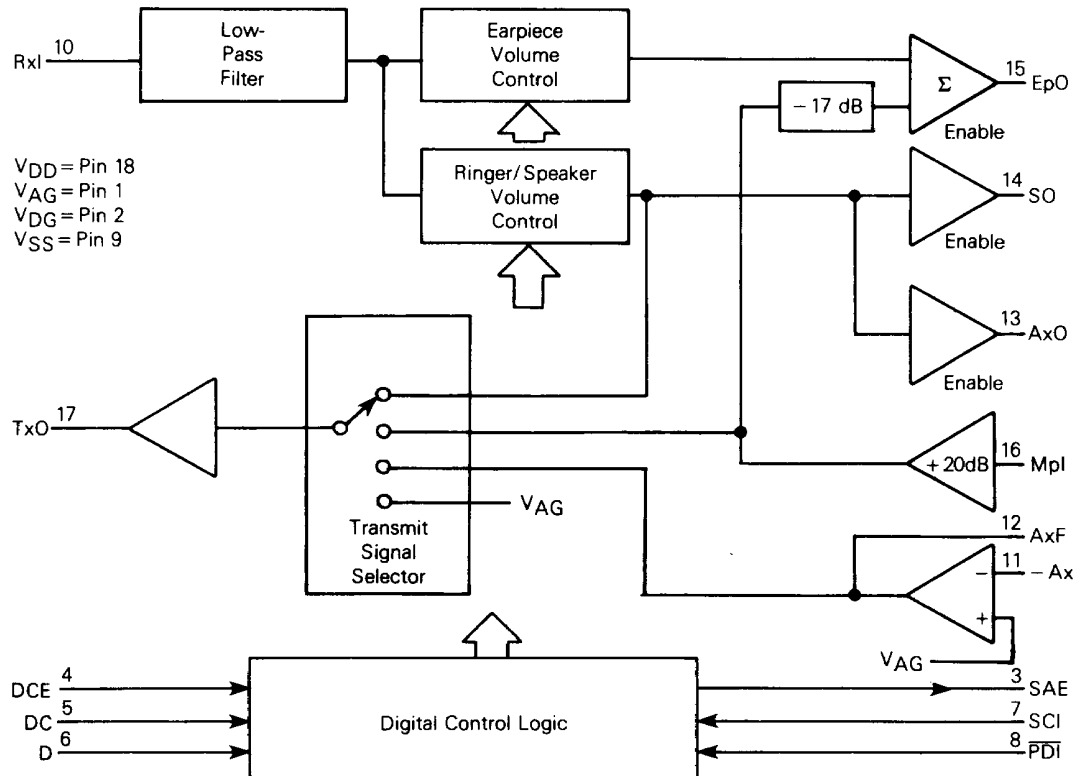 RxI
10
Low-
Pass
Filter
Earpiece
Volume
Control
Σ
15
EpO
− 17 dB
Enable
VDD = Pin 18
VAG = Pin 1
VDG = Pin 2
VSS = Pin 9
Ringer/Speaker
Volume
Control
14
SO
Enable
13
AxO
Enable
TxO
17
+ 20dB
16
MpI
VAG
Transmit
Signal
Selector
12
AxF
−
11
− Ax
+
VAG
DCE
4
DC
5
D
6
Digital Control Logic
3
SAE
7
SCI
8
PDI